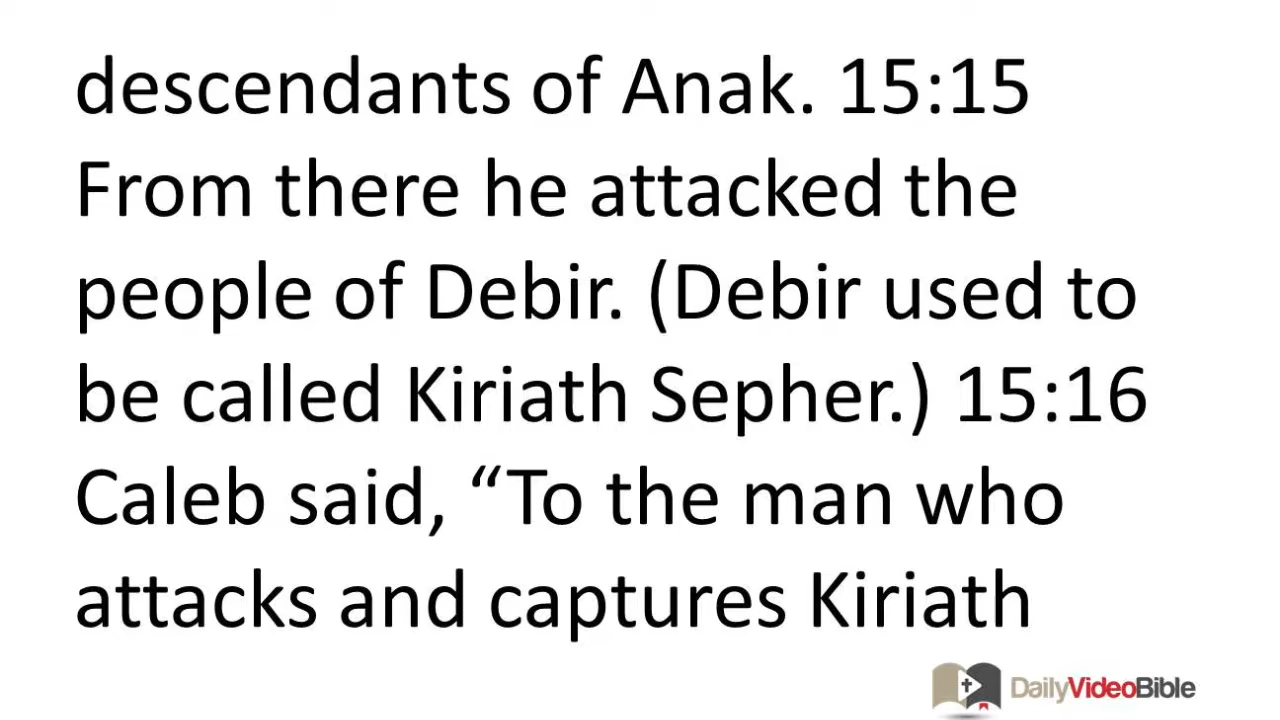 descendants of Anak. 15:15
From there he attacked the
people of Debir. (Debir used to
be called Kiriath Sepher.) 15:16
Caleb said, “To the man who
attacks and captures Kiriath
DailyVideoBible